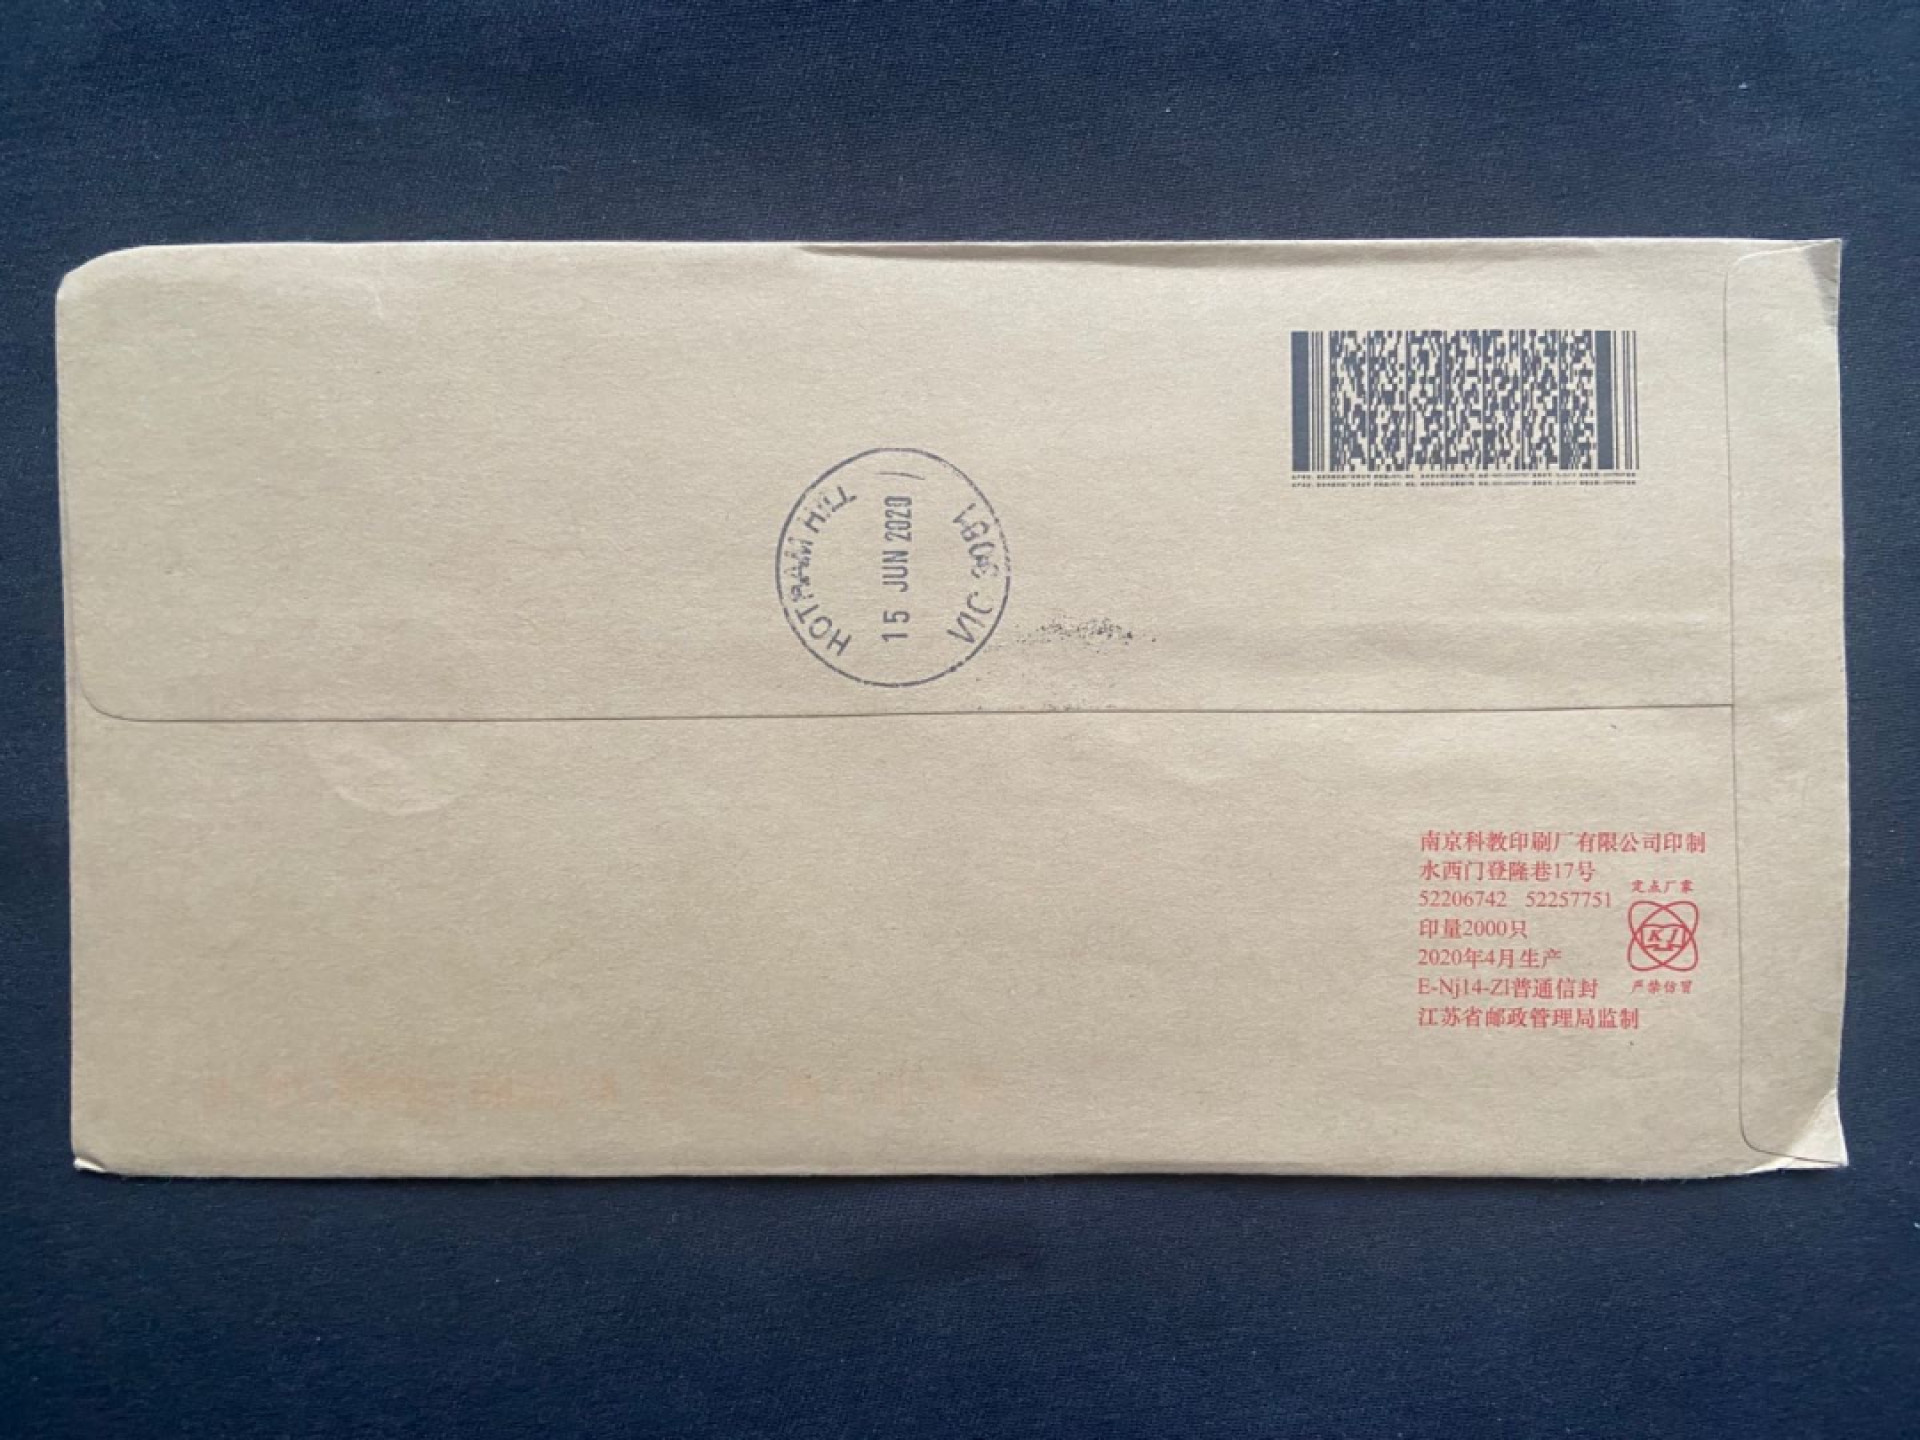 HOTHAM HILL
15 JUN 2020
VIC 3051
南京科教印刷厂有限公司印制
水西门登隆巷17号
52206742 52257751
印量2000只
2020年4月生产
E-Nj14-Zl普通信封
江苏省邮政管理局监制
定点厂家
KJ
严禁仿冒